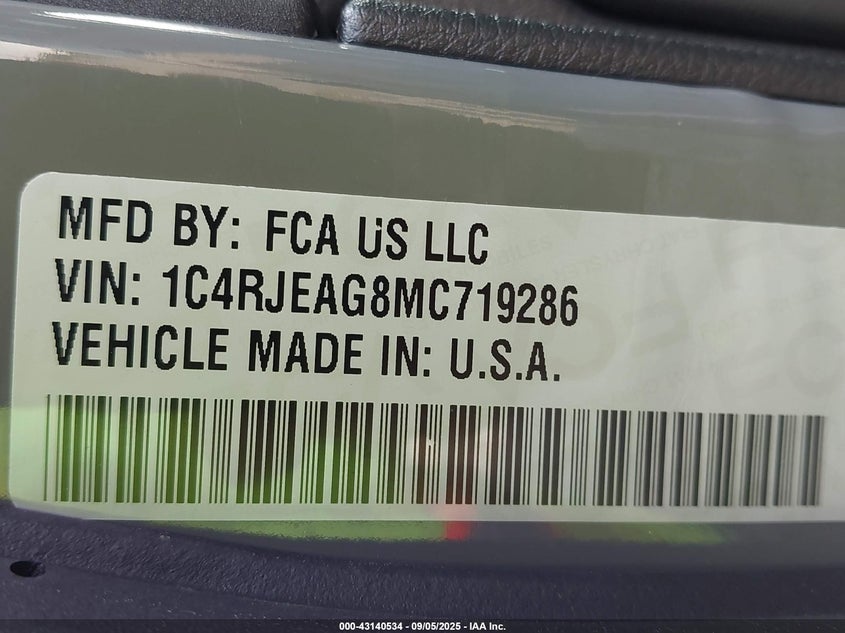 MFD BY: FCA US LLC
VIN: 1C4RJEAG8MC719286
VEHICLE MADE IN: U.S.A.
000-43140534 - 09/05/2025 - IAA Inc.